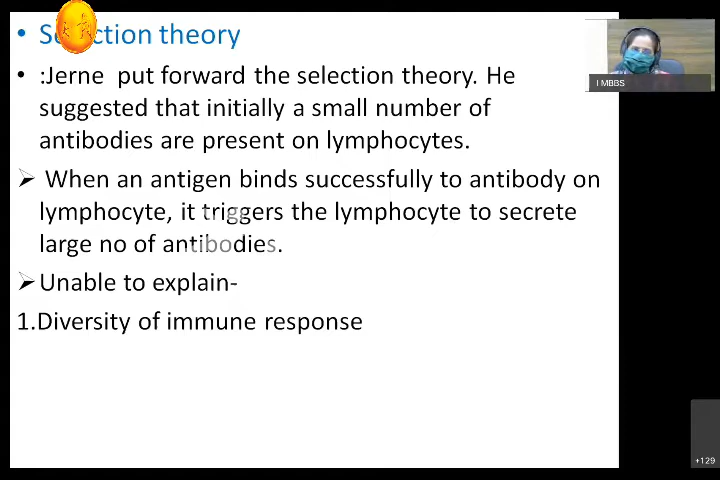 • S ction theory
• :Jerne put forward the selection theory. He
suggested that initially a small number of
antibodies are present on lymphocytes.
➢ When an antigen binds successfully to antibody on
lymphocyte, it triggers the lymphocyte to secrete
large no of antibodies.
➢Unable to explain-
1.Diversity of immune response
I MBBS
+129